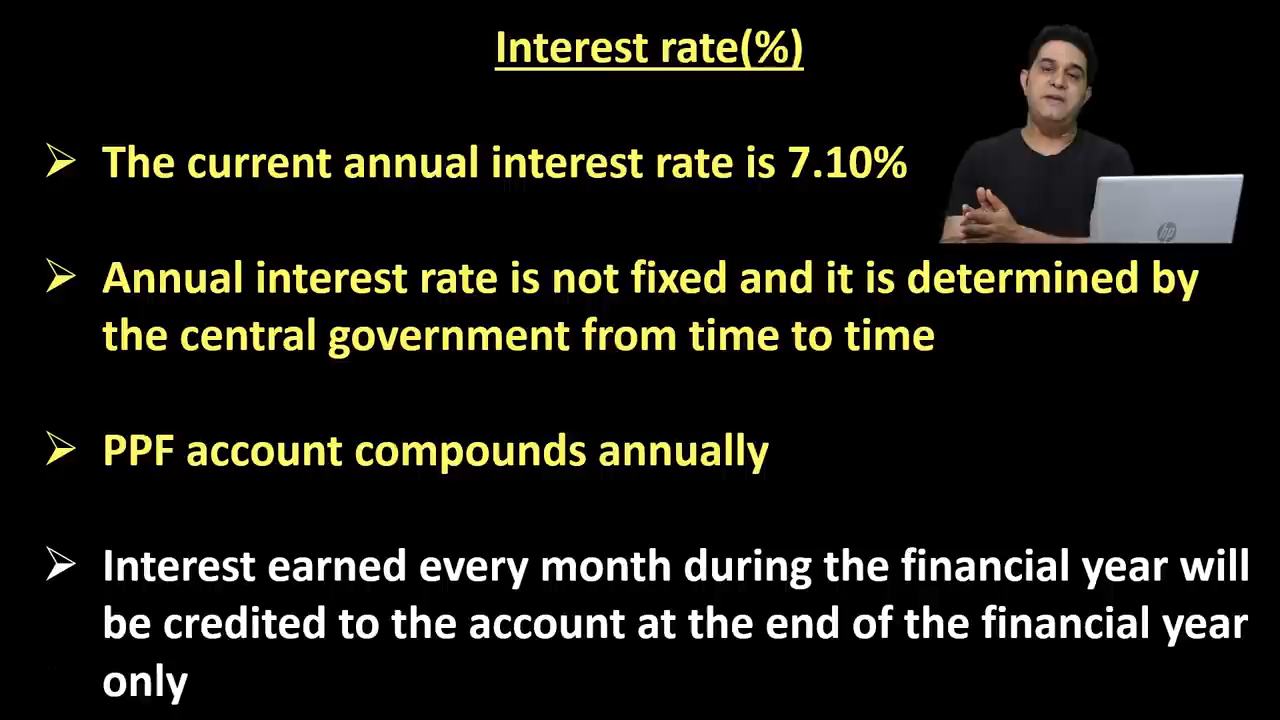 Interest rate(%)
➢ The current annual interest rate is 7.10%
➢ Annual interest rate is not fixed and it is determined by
the central government from time to time
➢ PPF account compounds annually
➢ Interest earned every month during the financial year will
be credited to the account at the end of the financial year
only
hp